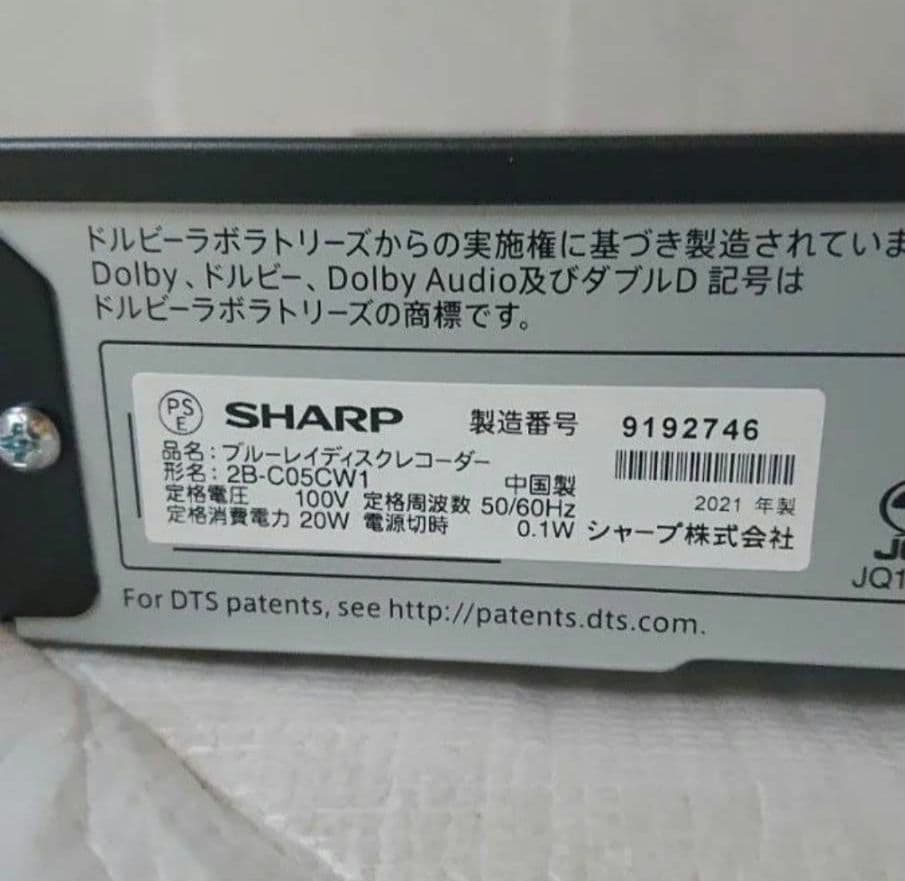 ドルビーラボラトリーズからの実施権に基づき製造されていま
Dolby、ドルビー、Dolby Audio及びダブルD 記号は
ドルビーラボラトリーズの商標です。
PS
E
SHARP 製造番号 9192746
品名：ブルーレイディスクレコーダー
形名：2B-C05CW1 中国製
定格電圧 100V 定格周波数 50/60Hz 2021 年製
定格消費電力 20W 電源切時 0.1W シャープ株式会社
JQ1
For DTS patents, see http://patents.dts.com.